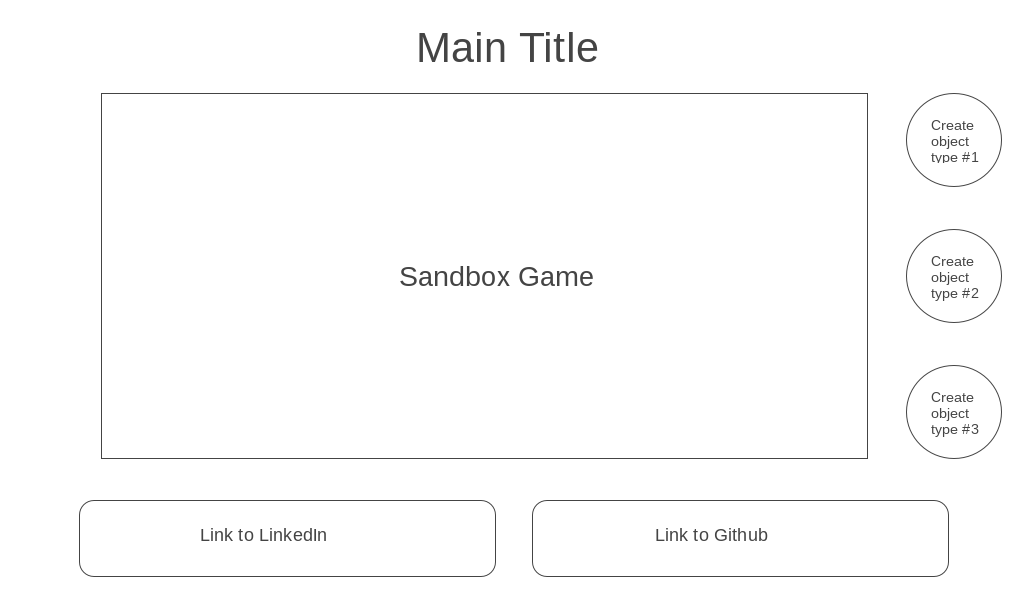 Main Title
Create
object
type #1
Sandbox Game
Create
object
type #2
Create
object
type #3
Link to LinkedIn
Link to Github